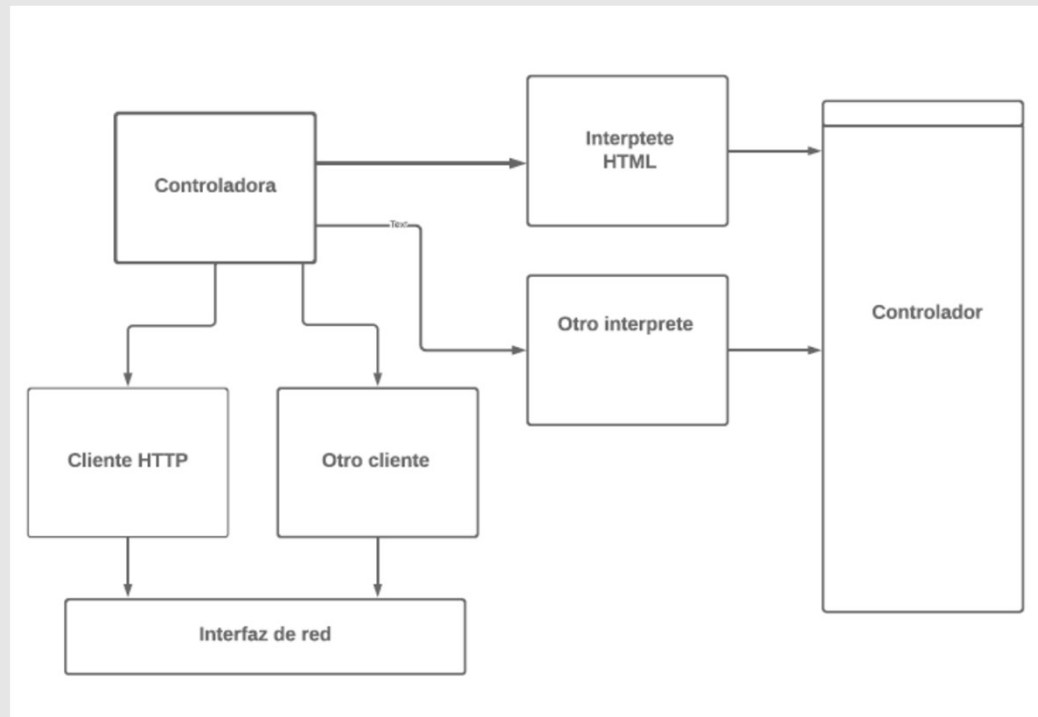 Controladora
Interptete
HTML
Text
Otro interprete
Controlador
Cliente HTTP
Otro cliente
Interfaz de red